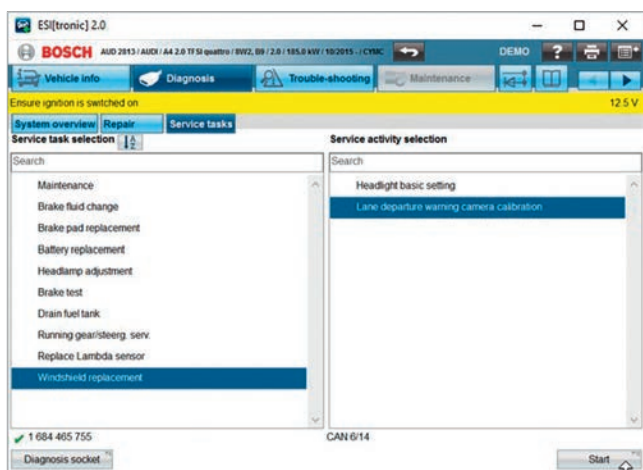 ESI[tronic] 2.0
BOSCH AUD 2813 / AUDI / A4 2.0 TFSI quattro / 8W2, B9 / 2.0 / 185.0 kW / 10/2015 - / CYMC DEMO ?
Vehicle info Diagnosis Trouble-shooting Maintenance
Ensure ignition is switched on 12.5 V
System overview Repair Service tasks
Service task selection Service activity selection
Search Search
Maintenance Headlight basic setting
Brake fluid change Lane departure warning camera calibration
Brake pad replacement
Battery replacement
Headlamp adjustment
Brake test
Drain fuel tank
Running gear/steerg. serv.
Replace Lambda sensor
Windshield replacement
1 684 465 755 CAN 6/14
Diagnosis socket Start